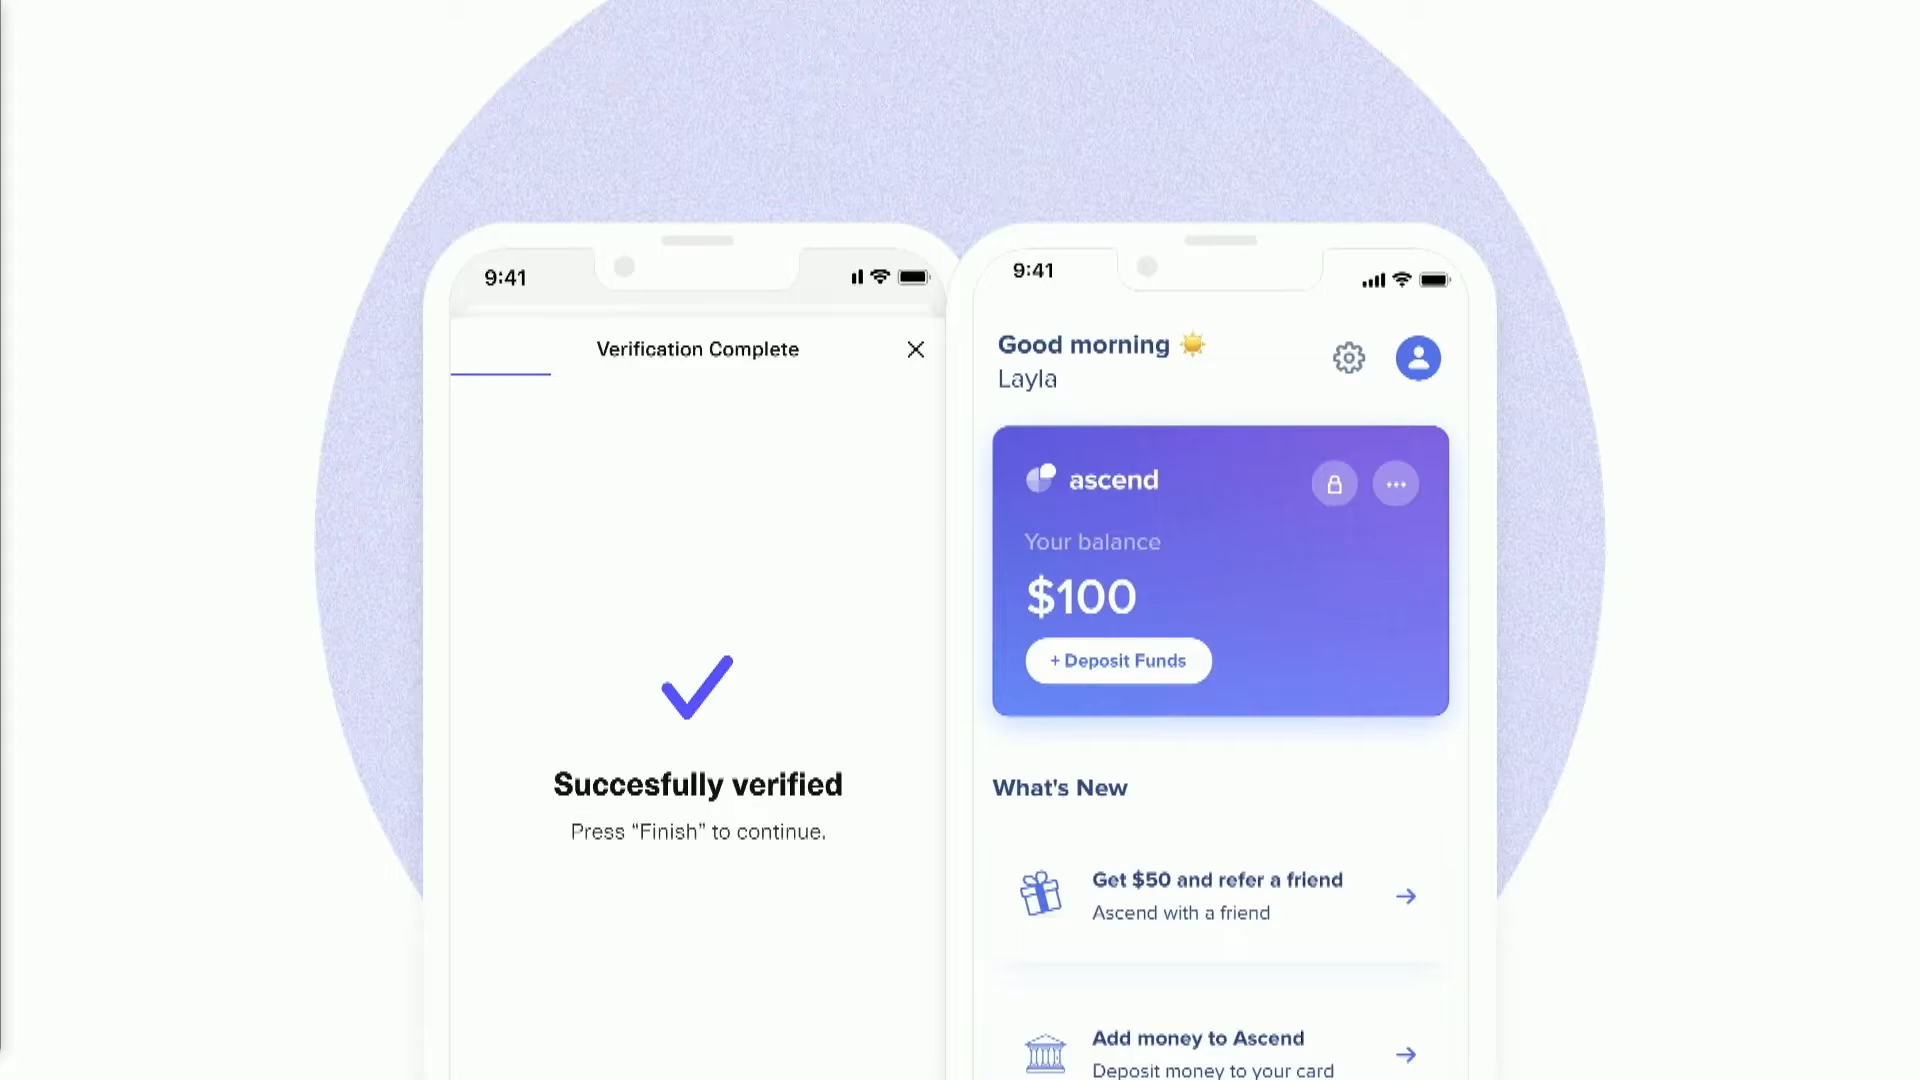 9:41
Verification Complete
Succesfully verified
Press “Finish” to continue.
9:41
Good morning
Layla
ascend
Your balance
$100
+ Deposit Funds
What's New
Get $50 and refer a friend
Ascend with a friend
Add money to Ascend
Deposit money to your card